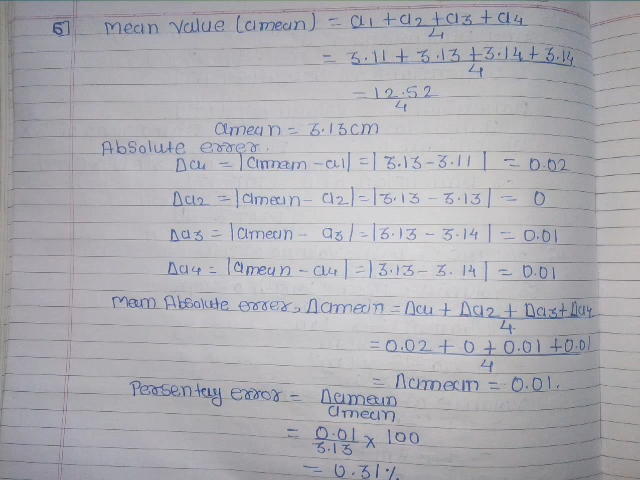 6] mean value (amean) = a1 + a2 + a3 + a4 / 4
= 3.11 + 3.13 + 3.14 + 3.14 / 4
= 12.52 / 4
amean = 3.13cm
Absolute error.
Δa1 = |amean - a1| = | 3.13 - 3.11 | = 0.02
Δa2 = |amean - a2| = |3.13 - 3.13| = 0
Δa3 = |amean - a3| = |3.13 - 3.14 | = 0.01
Δa4 = |amean - a4| = |3.13 - 3.14 | = 0.01
mean Absolute error, Δamean = Δa1 + Δa2 + Δa3 + Δa4 / 4
= 0.02 + 0 + 0.01 + 0.01 / 4
= Δamean = 0.01.
Persentag error = Δamean / amean
= 0.01 / 3.13 x 100
= 0.31%